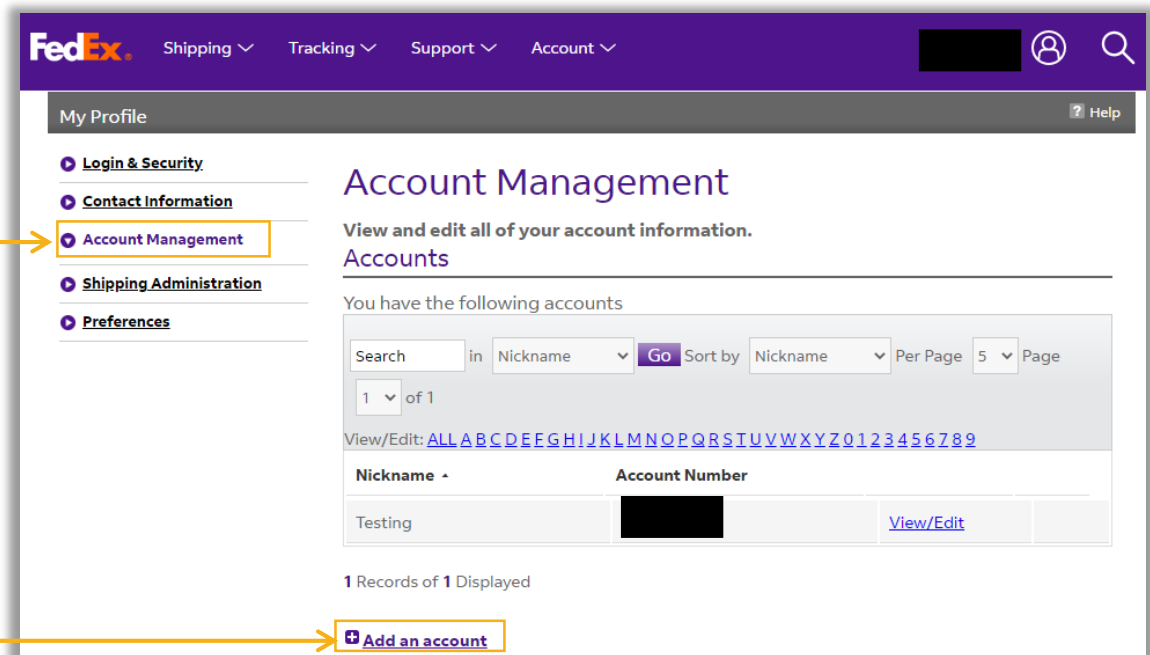 FedEx® Shipping Tracking Support Account
My Profile
? Help
Login & Security
Contact Information
Account Management
Shipping Administration
Preferences
Account Management
View and edit all of your account information.
Accounts
You have the following accounts
Search in Nickname Go Sort by Nickname Per Page 5 Page
1 of 1
View/Edit: ALL A B C D E F G H I J K L M N O P Q R S T U V W X Y Z 0 1 2 3 4 5 6 7 8 9
Nickname Account Number
Testing View/Edit
1 Records of 1 Displayed
Add an account